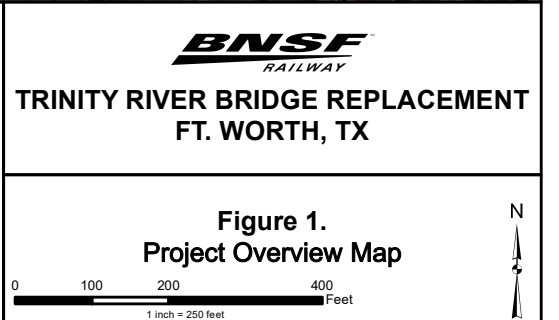 BNSF
RAILWAY
TRINITY RIVER BRIDGE REPLACEMENT
FT. WORTH, TX
Figure 1.
Project Overview Map
N
0 100 200 400
Feet
1 inch = 250 feet